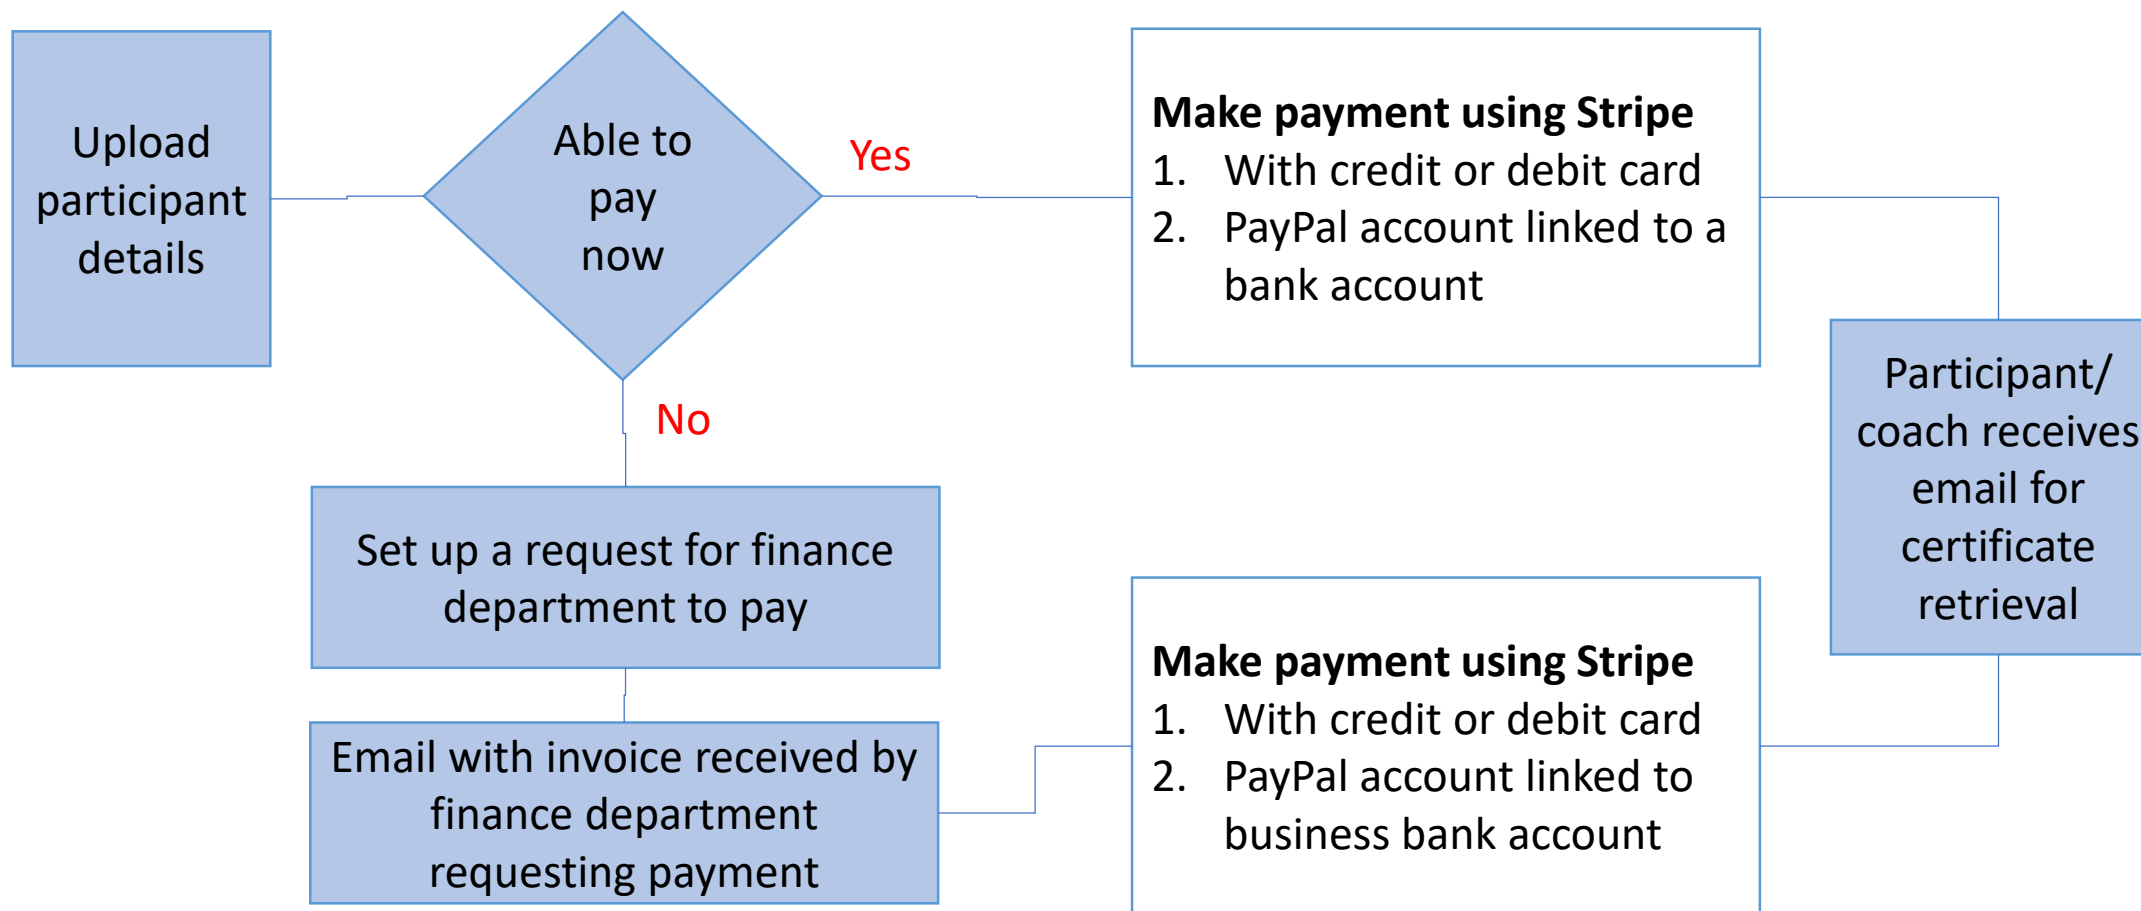 Upload
participant
details
Able to
pay
now
Yes
Make payment using Stripe
1. With credit or debit card
2. PayPal account linked to a
bank account
No
Set up a request for finance
department to pay
Email with invoice received by
finance department
requesting payment
Make payment using Stripe
1. With credit or debit card
2. PayPal account linked to
business bank account
Participant/
coach receives
email for
certificate
retrieval